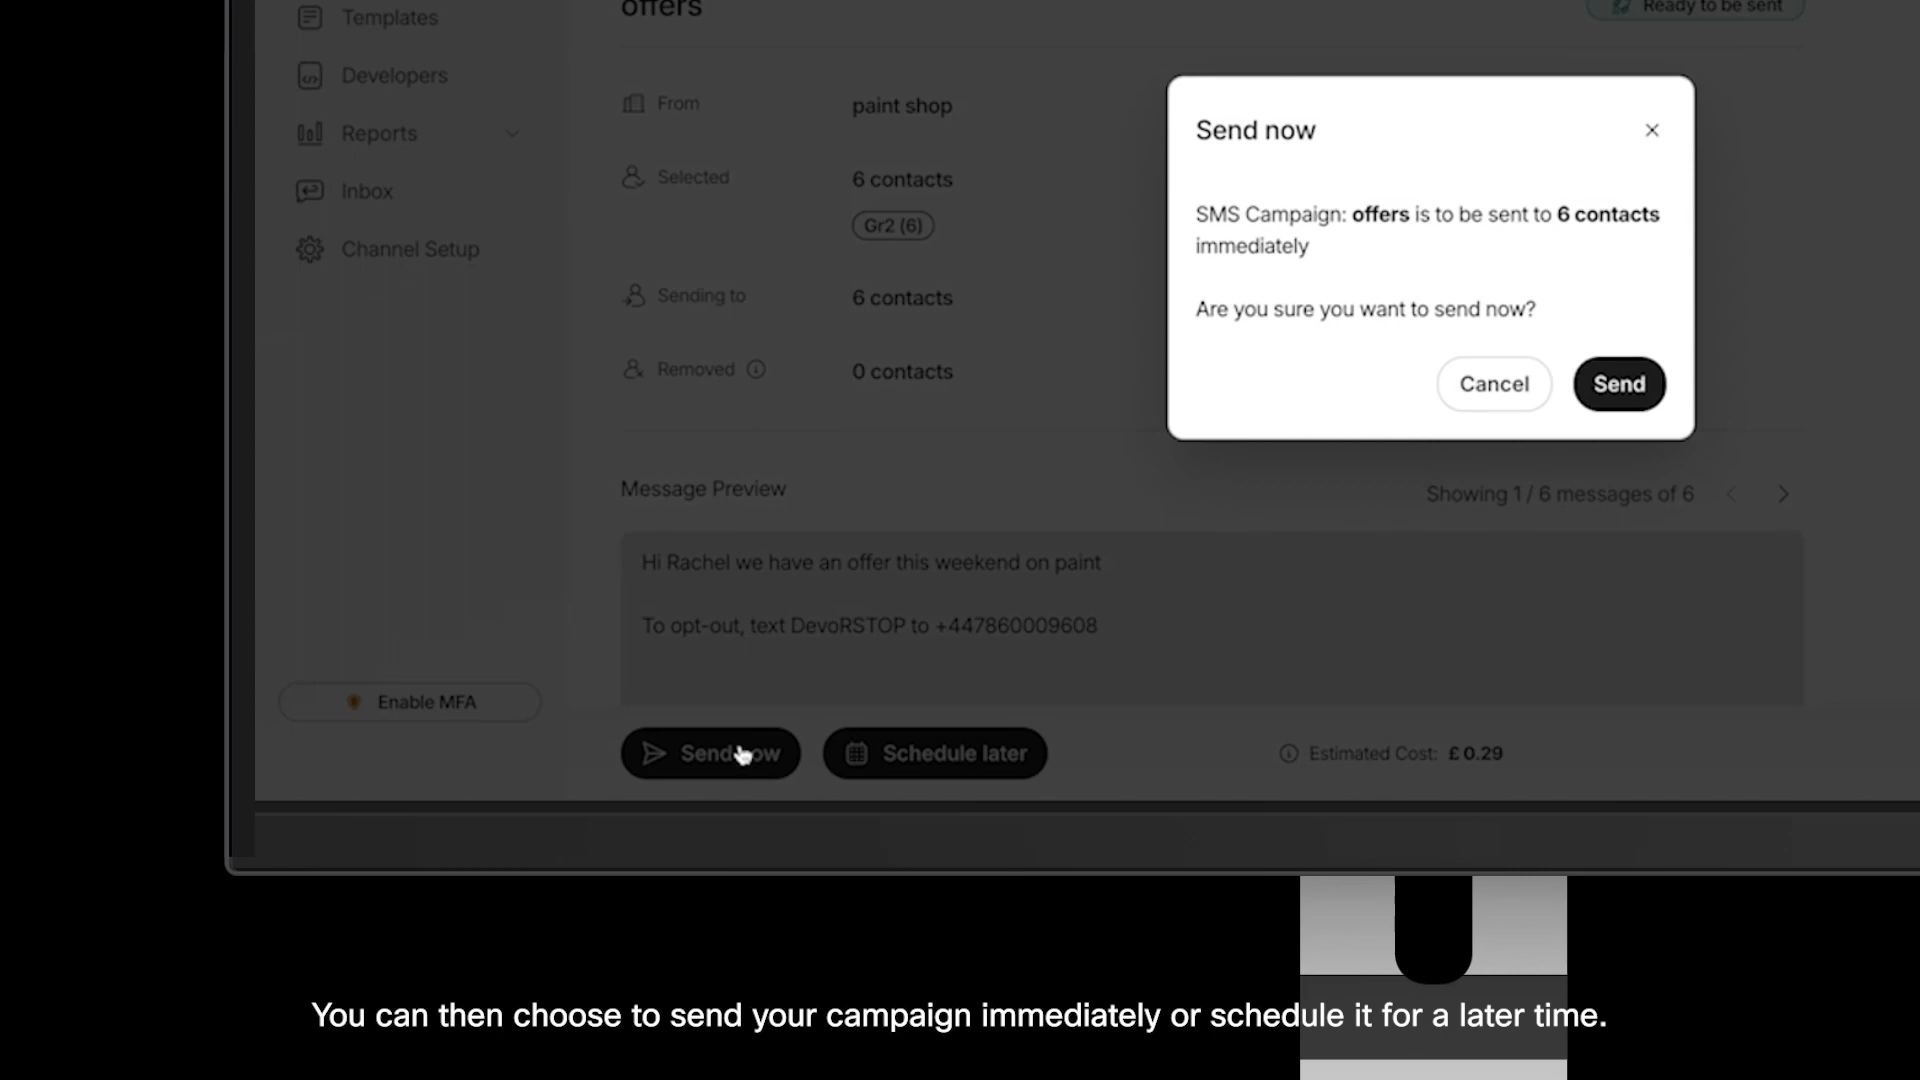 Templates
offers
Ready to be sent
Developers
From
paint shop
Send now
Reports
Selected
6 contacts
Inbox
Gr2 (6)
SMS Campaign: offers is to be sent to 6 contacts
immediately
Channel Setup
Sending to
6 contacts
Are you sure you want to send now?
Removed
0 contacts
Cancel
Send
Message Preview
Showing 1 / 6 messages of 6
Hi Rachel we have an offer this weekend on paint
To opt-out, text DevoRSTOP to +447860009608
Enable MFA
Send now
Schedule later
Estimated Cost: £ 0.29
You can then choose to send your campaign immediately or schedule it for a later time.